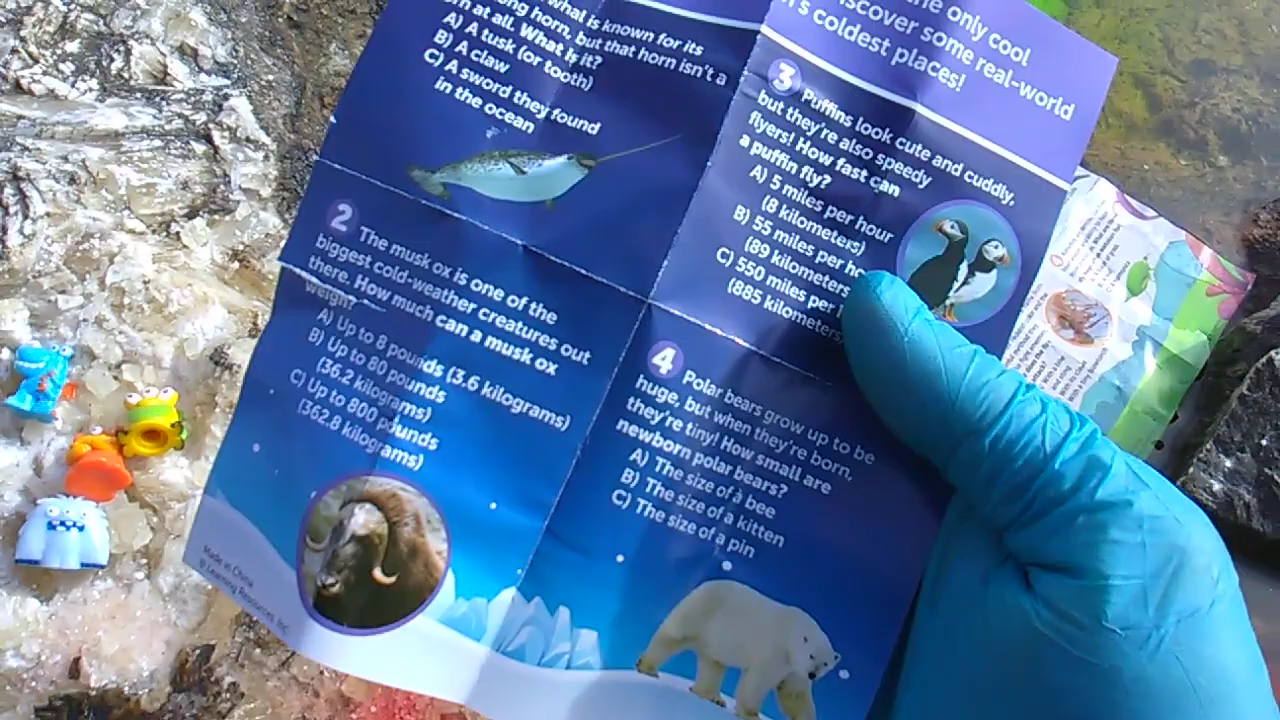 what is known for its
ng horn, but that horn isn't a
rn at all. What is it?
A) A tusk (or tooth)
B) A claw
C) A sword they found
in the ocean
2 The musk ox is one of the
biggest cold-weather creatures out
there. How much can a musk ox
weigh?
A) Up to 8 pounds (3.6 kilograms)
B) Up to 80 pounds
(36.2 kilograms)
C) Up to 800 pounds
(362.8 kilograms)
Made in China
© Learning Resources, Inc.
the only cool
iscover some real-world
's coldest places!
3 Puffins look cute and cuddly,
but they're also speedy
flyers! How fast can
a puffin fly?
A) 5 miles per hour
(8 kilometers)
B) 55 miles per ho
(89 kilometers
C) 550 miles per
(885 kilometers
4 Polar bears grow up to be
huge, but when they're born,
they're tiny! How small are
newborn polar bears?
A) The size of a bee
B) The size of a kitten
C) The size of a pin